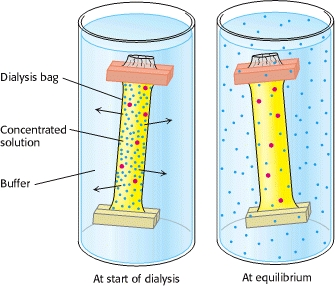 Dialysis bag
Concentrated
solution
Buffer
At start of dialysis
At equilibrium